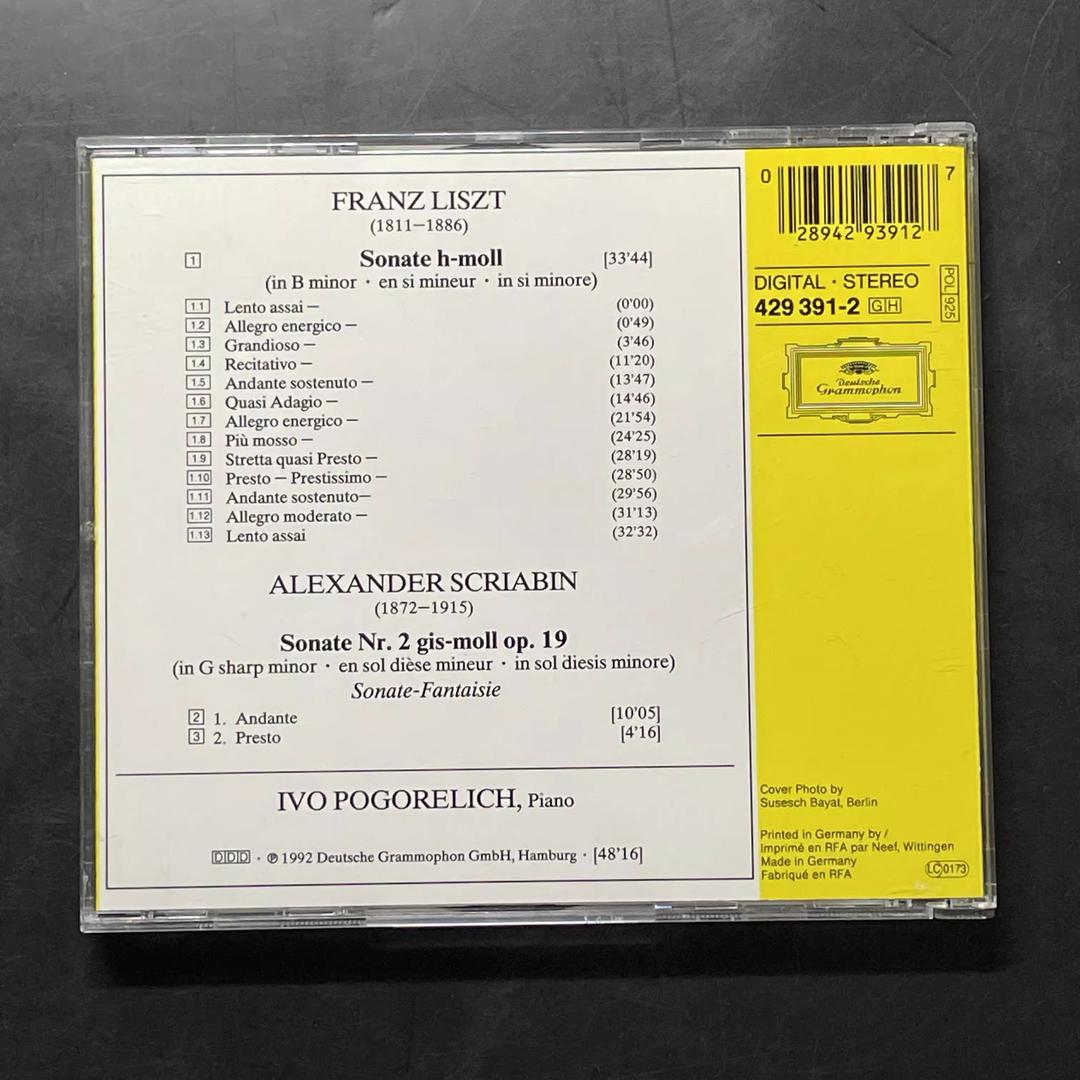 FRANZ LISZT
(1811–1886)
1 Sonate h-moll [33'44]
(in B minor · en si mineur · in si minore)
1.1 Lento assai – (0'00)
1.2 Allegro energico – (0'49)
1.3 Grandioso – (3'46)
1.4 Recitativo – (11'20)
1.5 Andante sostenuto – (13'47)
1.6 Quasi Adagio – (14'46)
1.7 Allegro energico – (21'54)
1.8 Più mosso – (24'25)
1.9 Stretta quasi Presto – (28'19)
1.10 Presto – Prestissimo – (28'50)
1.11 Andante sostenuto– (29'56)
1.12 Allegro moderato – (31'13)
1.13 Lento assai (32'32)
ALEXANDER SCRIABIN
(1872–1915)
Sonate Nr. 2 gis-moll op. 19
(in G sharp minor · en sol dièse mineur · in sol diesis minore)
Sonate-Fantaisie
2 1. Andante [10'05]
3 2. Presto [4'16]
IVO POGORELICH, Piano
DDD · ℗ 1992 Deutsche Grammophon GmbH, Hamburg · [48'16]
0 28942 93912 7
DIGITAL · STEREO
429 391-2 GH
POL 925
Deutsche
Grammophon
Cover Photo by
Susesch Bayat, Berlin
Printed in Germany by /
Imprimé en RFA par Neef, Wittingen
Made in Germany
Fabriqué en RFA
LC 0173